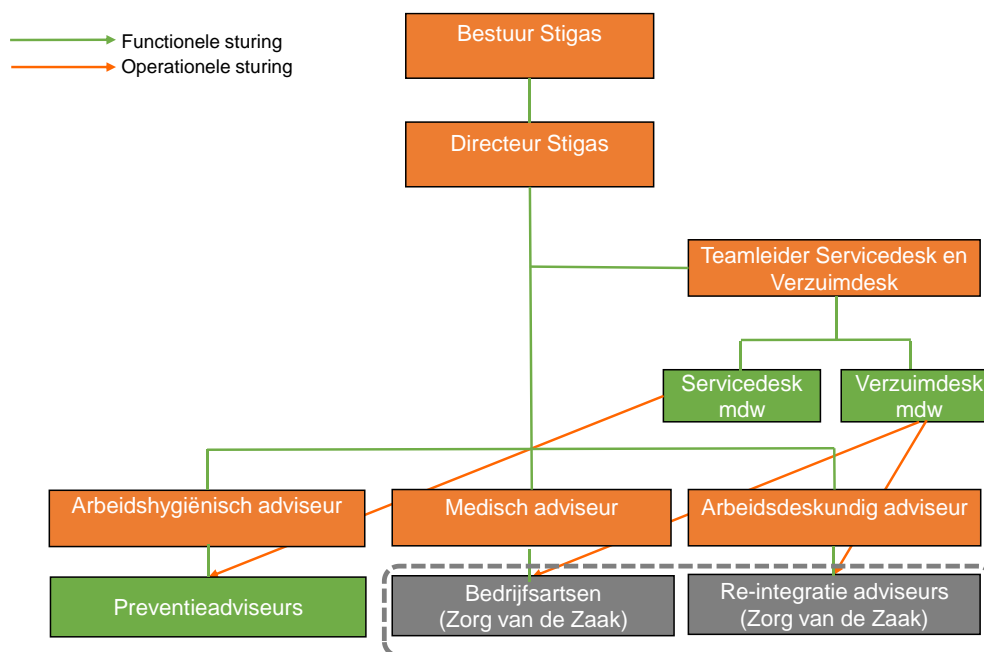 Functionele sturing
Operationele sturing
Bestuur Stigas
Directeur Stigas
Teamleider Servicedesk en
Verzuimdesk
Servicedesk
mdw
Verzuimdesk
mdw
Arbeidshygiënisch adviseur
Medisch adviseur
Arbeidsdeskundig adviseur
Preventieadviseurs
Bedrijfsartsen
(Zorg van de Zaak)
Re-integratie adviseurs
(Zorg van de Zaak)